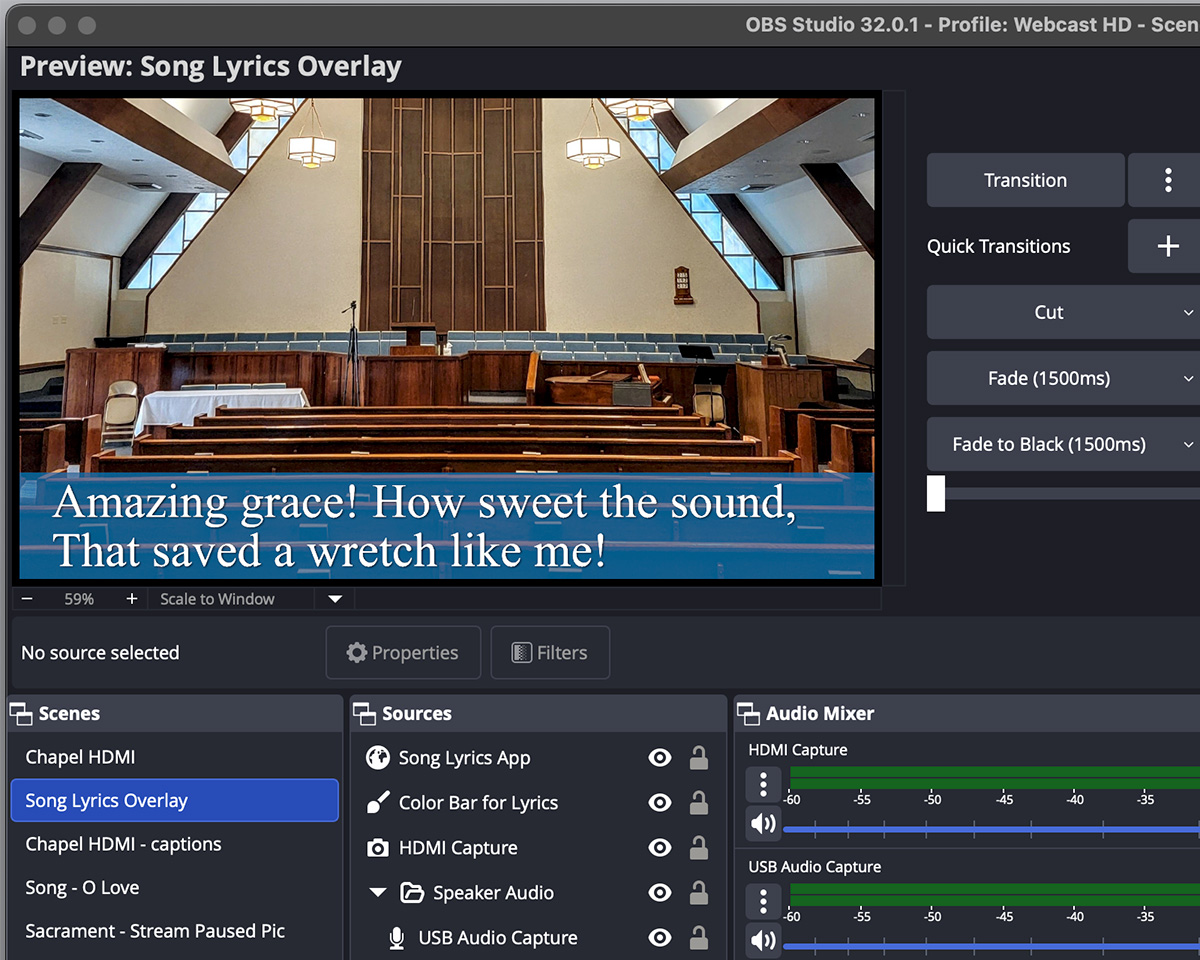 OBS Studio 32.0.1 - Profile: Webcast HD - Scen
Preview: Song Lyrics Overlay
Transition
Quick Transitions
Cut
Fade (1500ms)
Fade to Black (1500ms)
Amazing grace! How sweet the sound,
That saved a wretch like me!
59% Scale to Window
No source selected Properties Filters
Scenes
Chapel HDMI
Song Lyrics Overlay
Chapel HDMI - captions
Song - O Love
Sacrament - Stream Paused Pic
Sources
Song Lyrics App
Color Bar for Lyrics
HDMI Capture
Speaker Audio
USB Audio Capture
Audio Mixer
HDMI Capture
-60 -55 -50 -45 -40 -35
USB Audio Capture
-60 -55 -50 -45 -40 -35